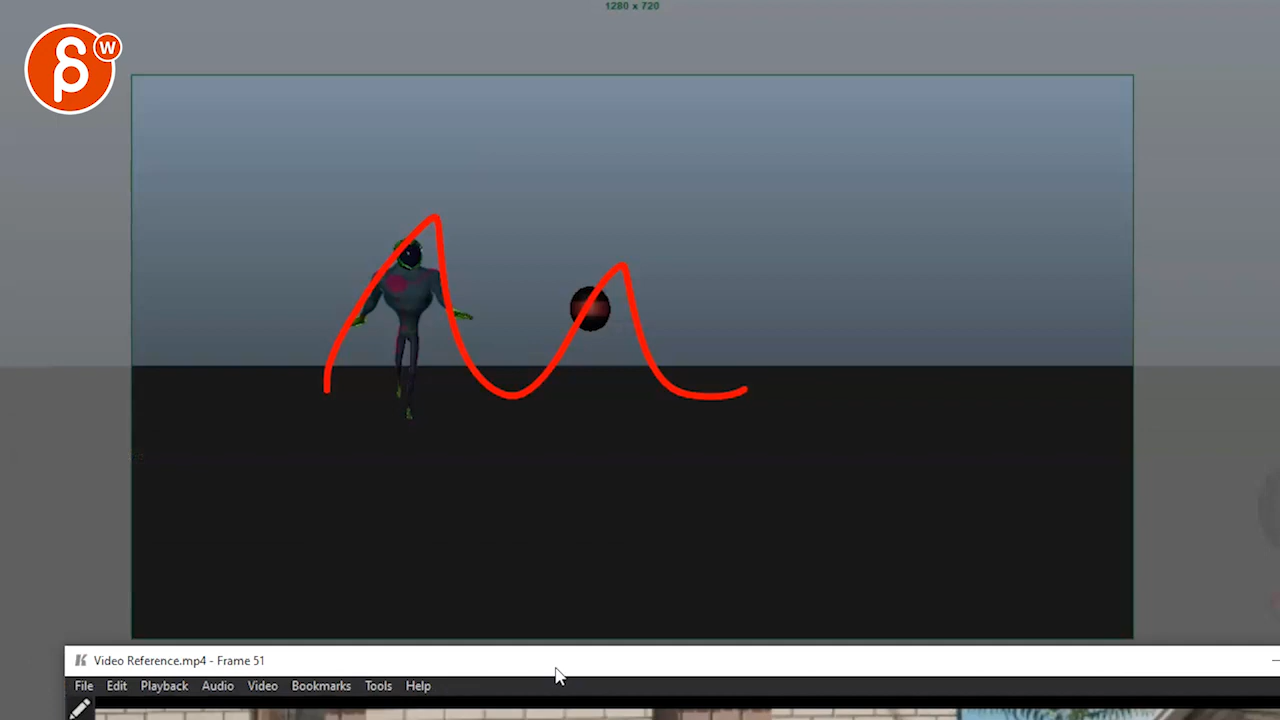 1280 x 720
W
Video Reference.mp4 - Frame 51
File Edit Playback Audio Video Bookmarks Tools Help